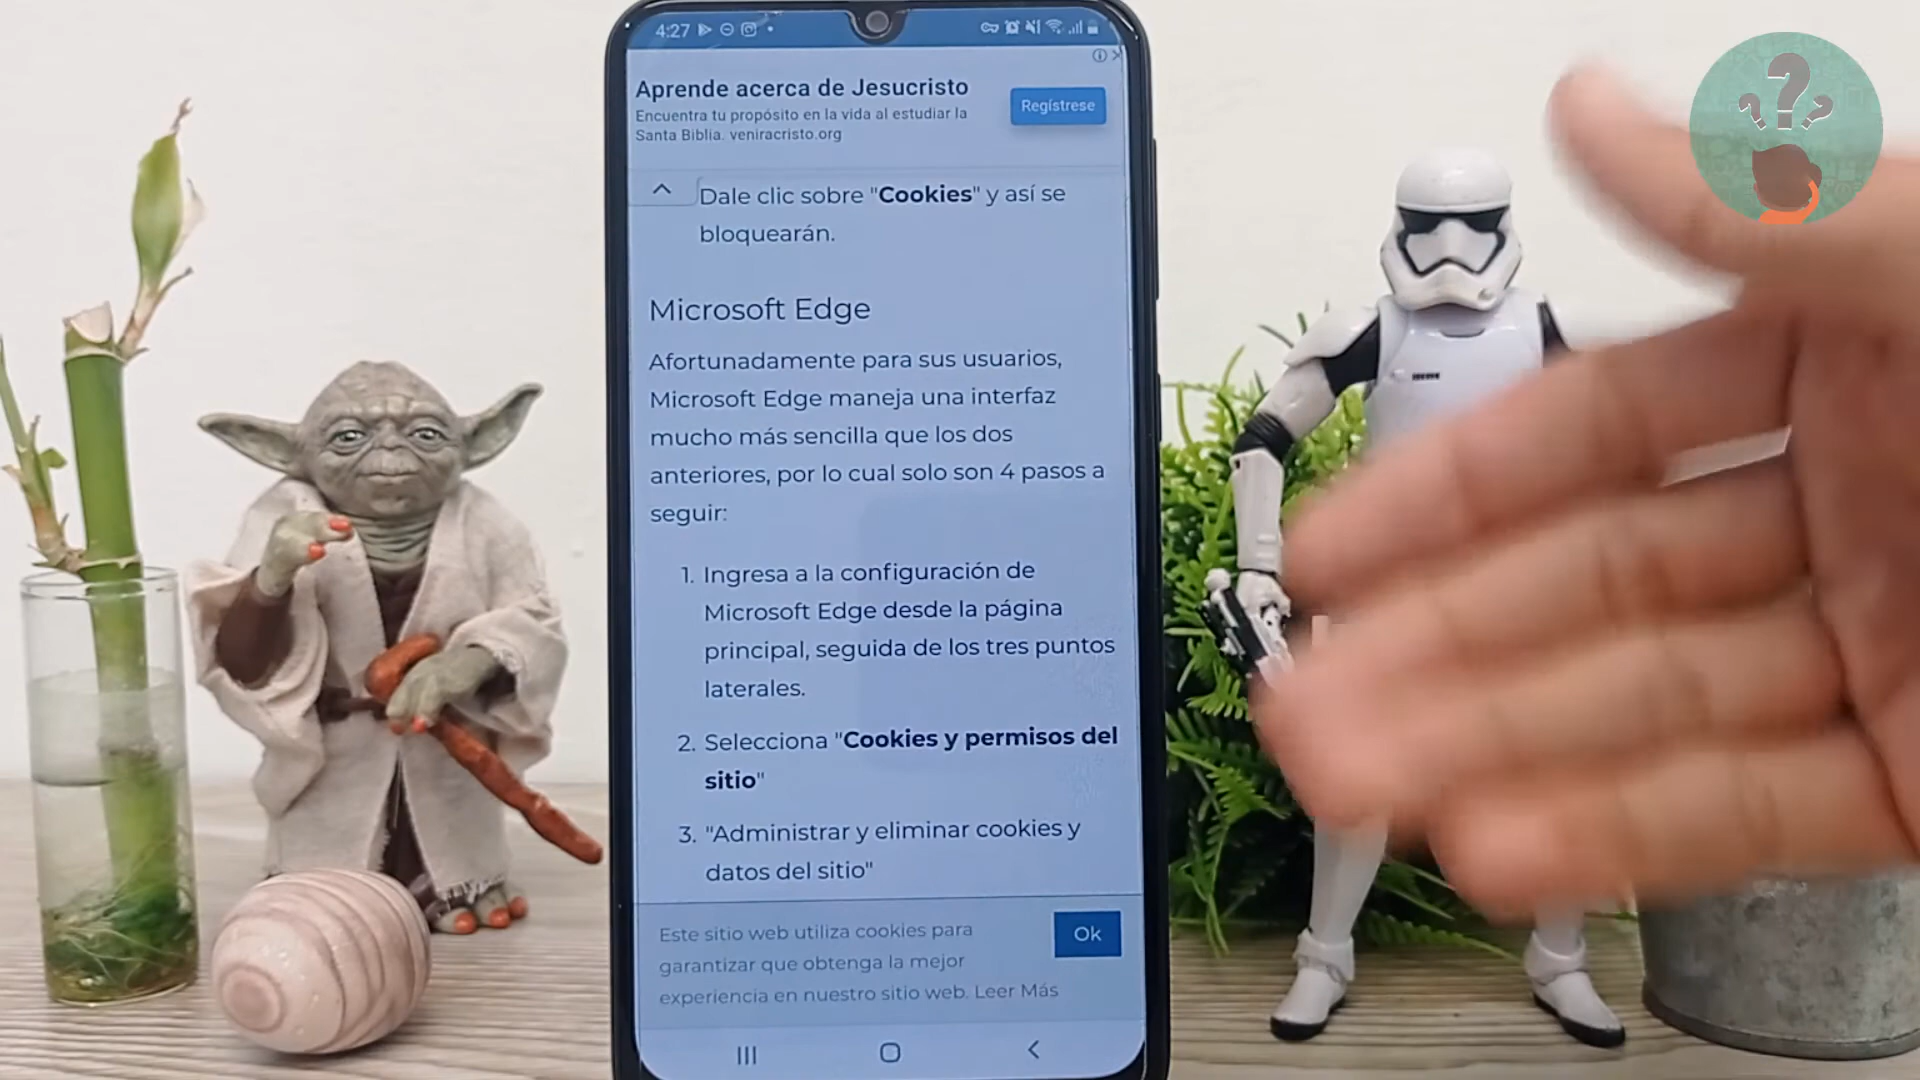 4:27
Aprende acerca de Jesucristo
Encuentra tu propósito en la vida al estudiar la
Santa Biblia. veniracristo.org
Regístrese
Dale clic sobre "Cookies" y así se
bloquearán.
Microsoft Edge
Afortunadamente para sus usuarios,
Microsoft Edge maneja una interfaz
mucho más sencilla que los dos
anteriores, por lo cual solo son 4 pasos a
seguir:
1. Ingresa a la configuración de
Microsoft Edge desde la página
principal, seguida de los tres puntos
laterales.
2. Selecciona "Cookies y permisos del
sitio"
3. "Administrar y eliminar cookies y
datos del sitio"
Este sitio web utiliza cookies para
garantizar que obtenga la mejor
experiencia en nuestro sitio web. Leer Más
Ok